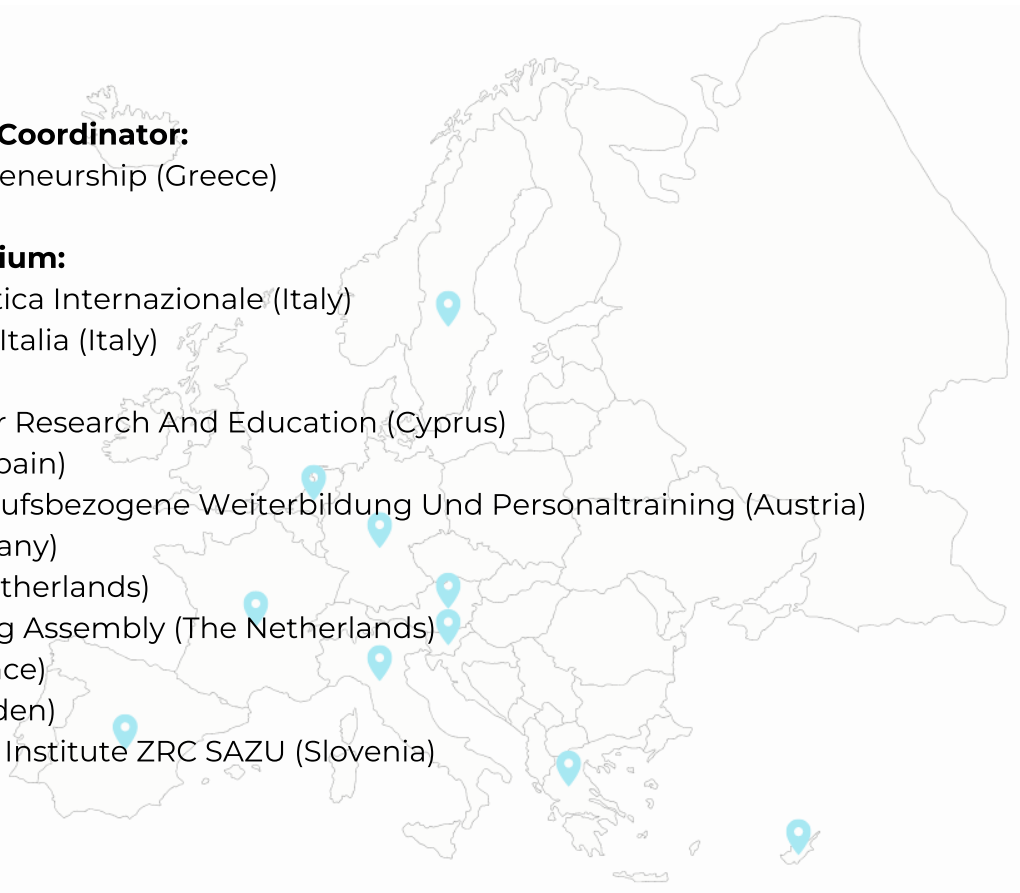 Coordinator:
eneurship (Greece)
ium:
tica Internazionale (Italy)
Italia (Italy)
r Research And Education (Cyprus)
pain)
ufsbezogene Weiterbildung Und Personaltraining (Austria)
any)
therlands)
g Assembly (The Netherlands)
ce)
den)
Institute ZRC SAZU (Slovenia)